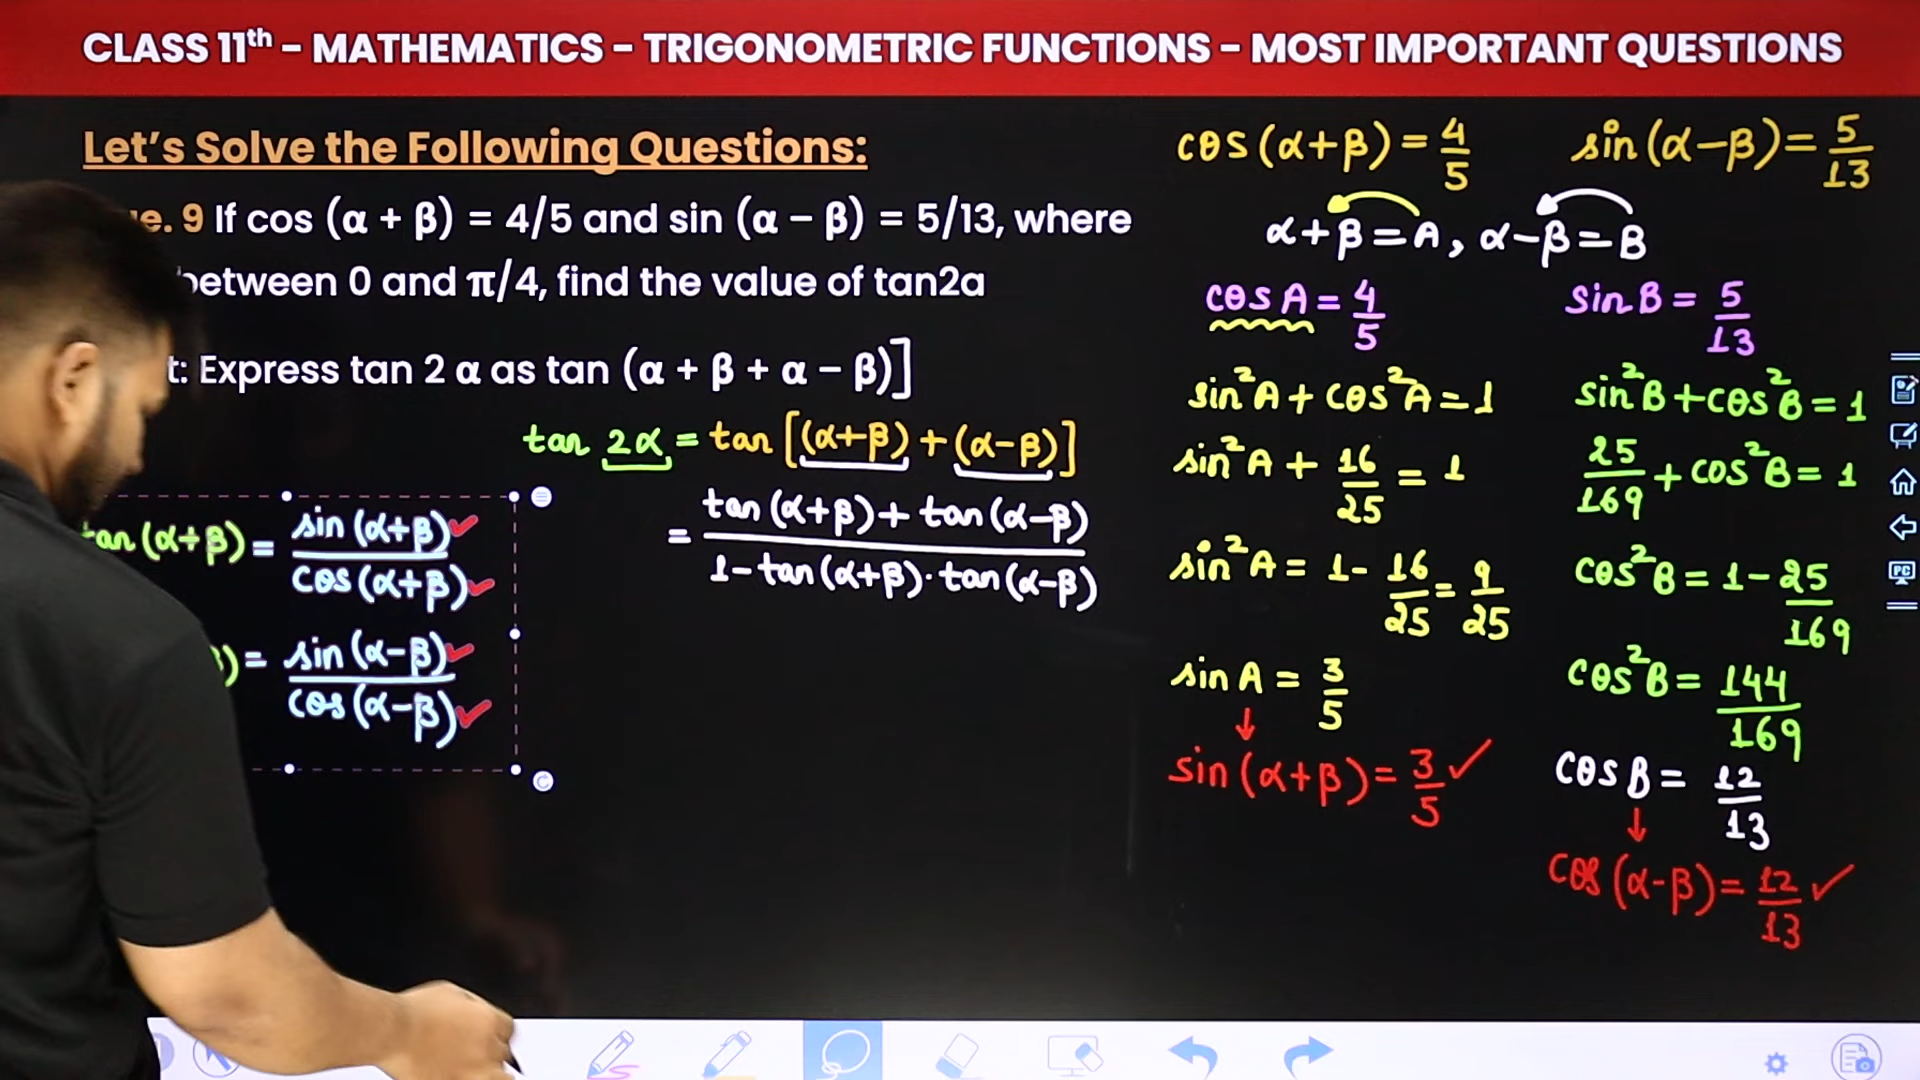 CLASS 11th - MATHEMATICS - TRIGONOMETRIC FUNCTIONS - MOST IMPORTANT QUESTIONS
Let's Solve the Following Questions:
e. 9 If cos (α + β) = 4/5 and sin (α − β) = 5/13, where
between 0 and π/4, find the value of tan2a
t: Express tan 2 α as tan (α + β + α − β)]
tan 2α = tan [(α+β) + (α-β)]
= tan(α+β) + tan(α-β) / 1 - tan(α+β)·tan(α-β)
tan(α+β) = sin(α+β)✓ / cos(α+β)✓
) = sin(α-β)✓ / cos(α-β)✓
cos(α+β) = 4/5
α+β = A, α-β = B
cos A = 4/5
sin²A + cos²A = 1
sin²A + 16/25 = 1
sin²A = 1 - 16/25 = 9/25
sin A = 3/5
↓
sin(α+β) = 3/5 ✓
sin(α-β) = 5/13
sin B = 5/13
sin²B + cos²B = 1
25/169 + cos²B = 1
cos²B = 1 - 25/169
cos²B = 144/169
cos B = 12/13
↓
cos(α-β) = 12/13 ✓
PC